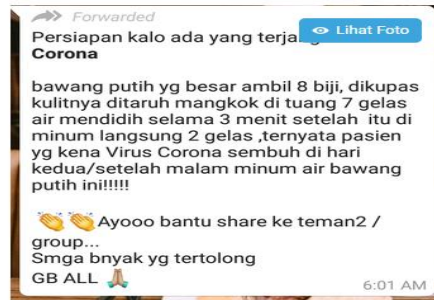 Forwarded
Persiapan kalo ada yang
Lihat Foto
Corona
bawang putih yg besar ambil 8 biji, dikupas
kulitnya ditaruh mangkok di tuang 7 gelas
air mendidih selama 3 menit setelah itu di
minum langsung 2 gelas ,ternyata pasien
yg kena Virus Corona sembuh di hari
kedua/setelah malam minum air bawang
putih ini!!!!!
👏👏Ayooo bantu share ke teman2 /
group...
Smga bnyak yg tertolong
GB ALL 🙏
6:01 AM